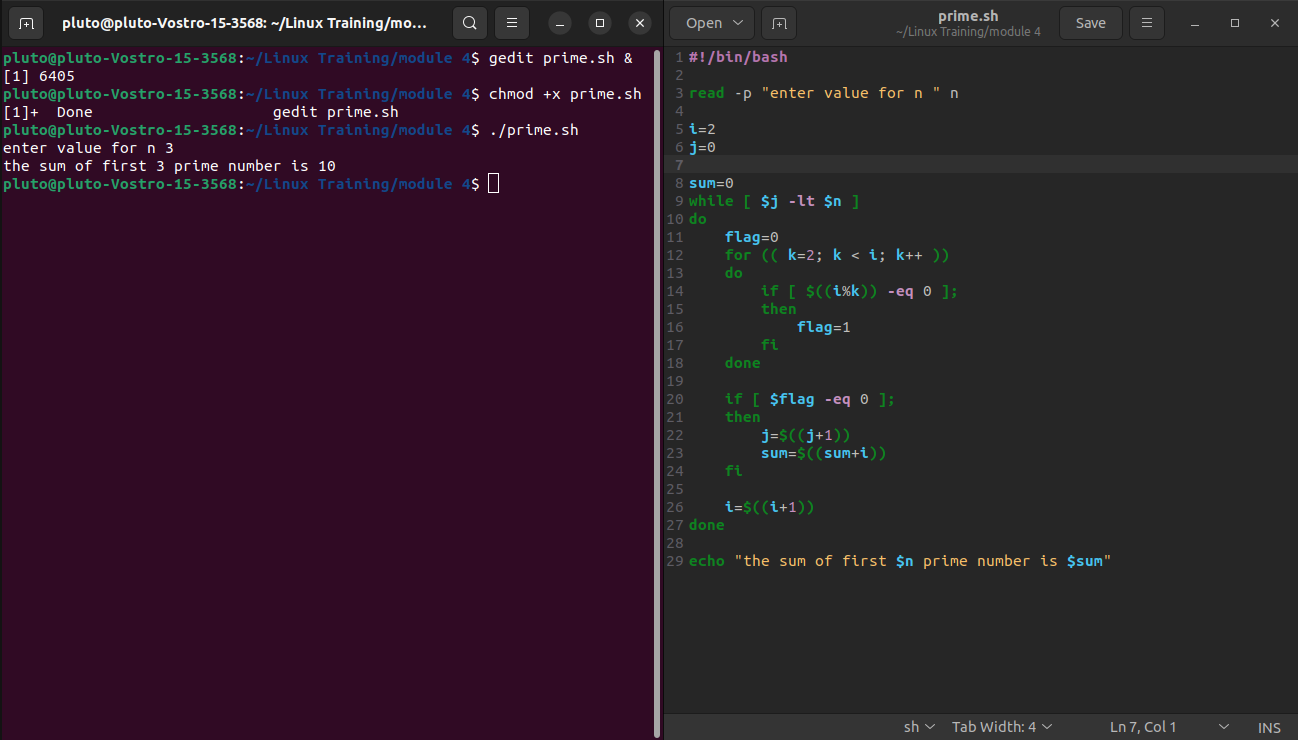 pluto@pluto-Vostro-15-3568: ~/Linux Training/mo...
pluto@pluto-Vostro-15-3568:~/Linux Training/module 4$ gedit prime.sh &
[1] 6405
pluto@pluto-Vostro-15-3568:~/Linux Training/module 4$ chmod +x prime.sh
[1]+  Done                    gedit prime.sh
pluto@pluto-Vostro-15-3568:~/Linux Training/module 4$ ./prime.sh
enter value for n 3
the sum of first 3 prime number is 10
pluto@pluto-Vostro-15-3568:~/Linux Training/module 4$
Open
prime.sh
~/Linux Training/module 4
Save
1 #!/bin/bash
2
3 read -p "enter value for n " n
4
5 i=2
6 j=0
7
8 sum=0
9 while [ $j -lt $n ]
10 do
11     flag=0
12     for (( k=2; k < i; k++ ))
13     do
14         if [ $((i%k)) -eq 0 ];
15         then
16             flag=1
17         fi
18     done
19
20     if [ $flag -eq 0 ];
21     then
22         j=$((j+1))
23         sum=$((sum+i))
24     fi
25
26     i=$((i+1))
27 done
28
29 echo "the sum of first $n prime number is $sum"
sh Tab Width: 4 Ln 7, Col 1 INS